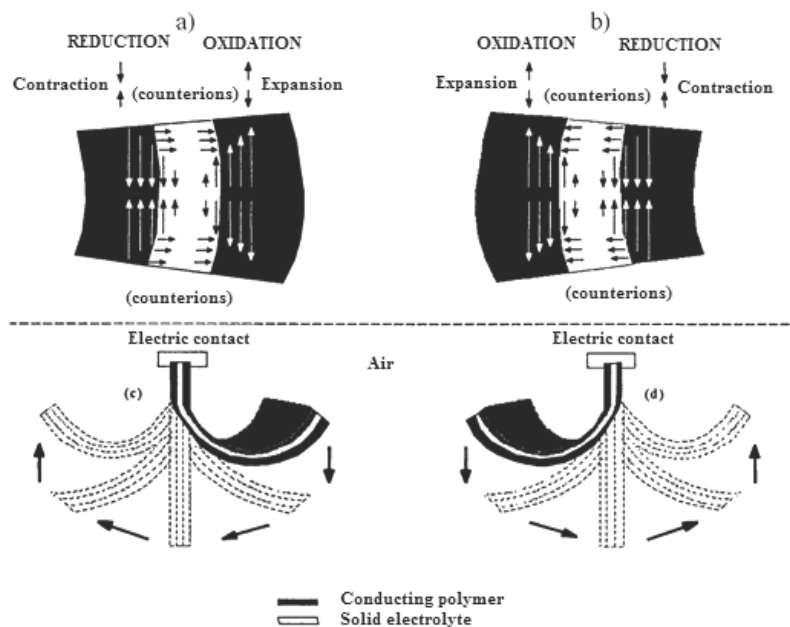 a)
REDUCTION OXIDATION
Contraction (counterions) Expansion
(counterions)
b)
OXIDATION REDUCTION
Expansion (counterions) Contraction
(counterions)
Electric contact
(c)
Air
Electric contact
(d)
Conducting polymer
Solid electrolyte